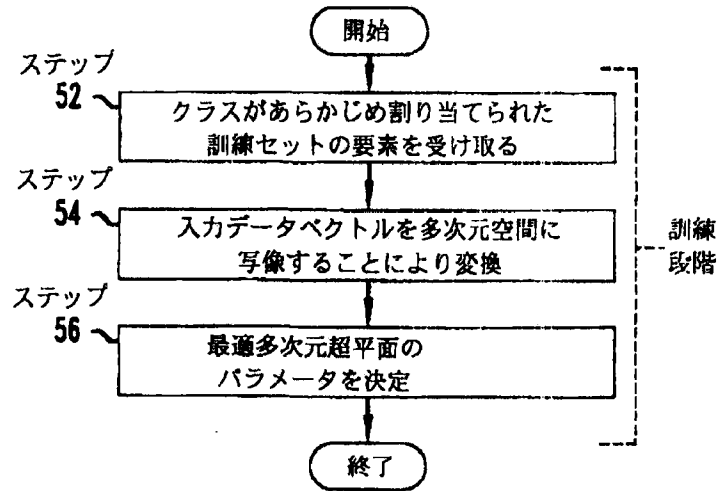 開始
ステップ
52
クラスがあらかじめ割り当てられた
訓練セットの要素を受け取る
ステップ
54
入力データベクトルを多次元空間に
写像することにより変換
訓練
段階
ステップ
56
最適多次元超平面の
パラメータを決定
終了